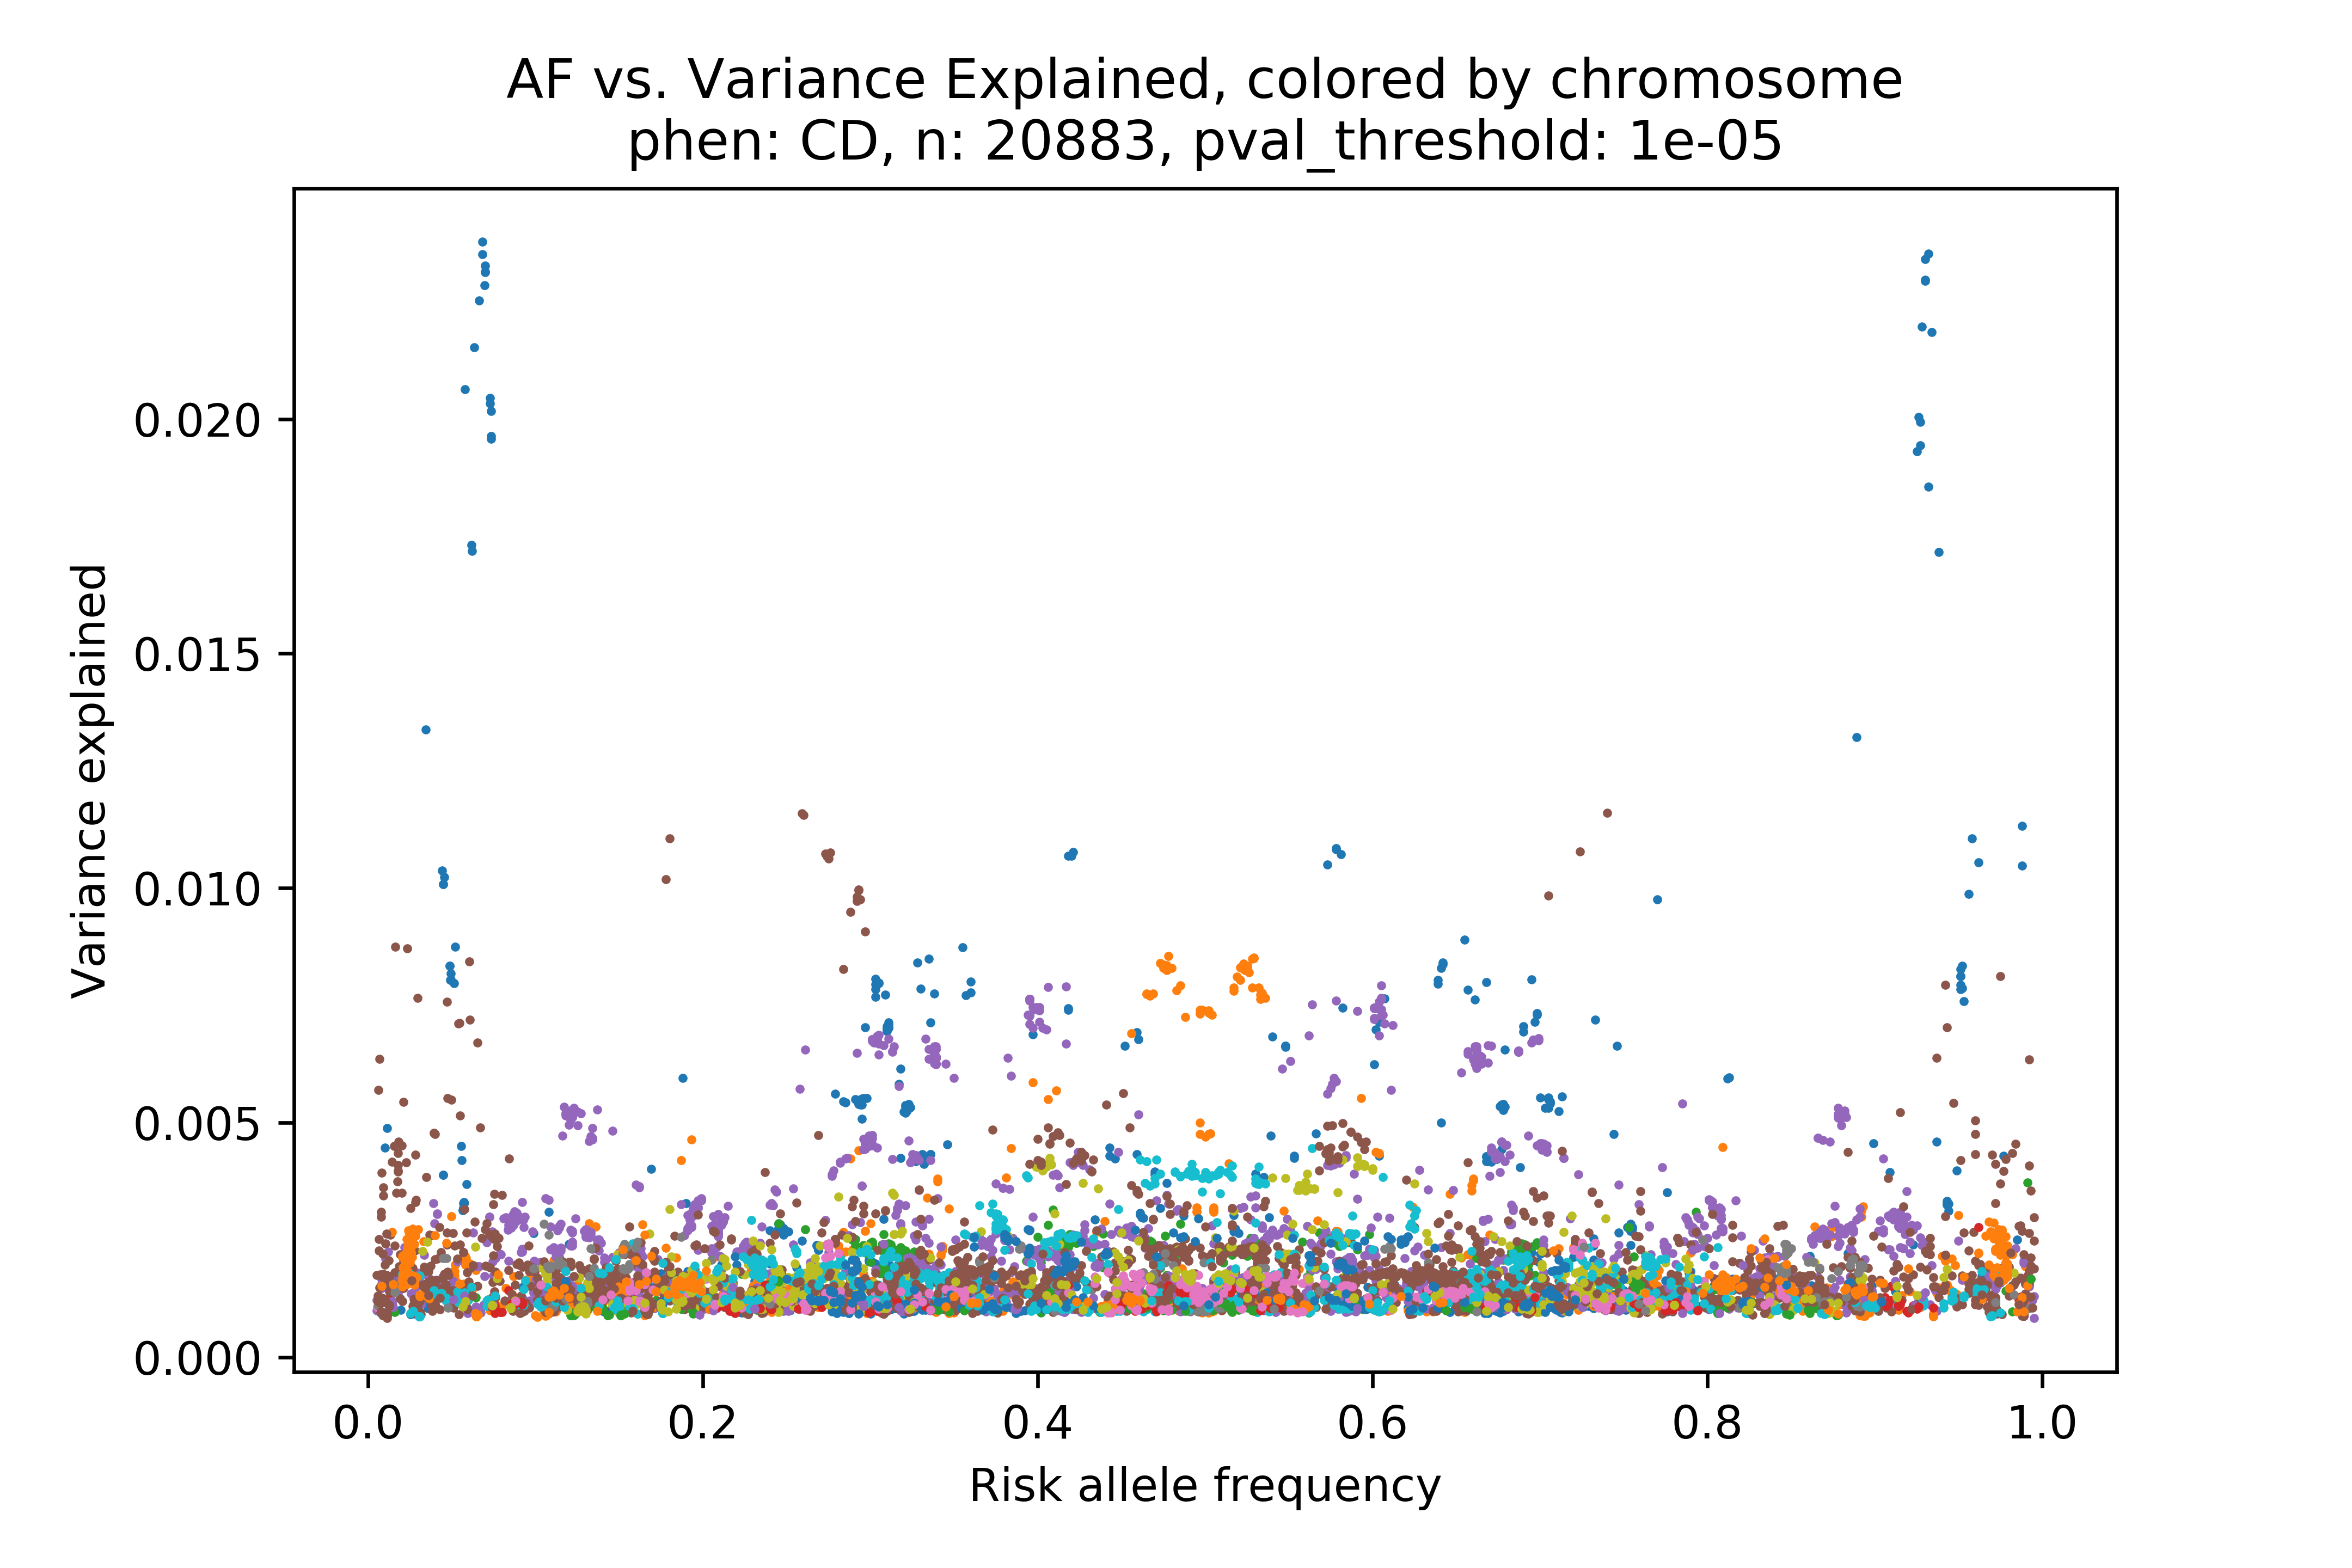 AF vs. Variance Explained, colored by chromosome
phen: CD, n: 20883, pval_threshold: 1e-05
Variance explained
0.020
0.015
0.010
0.005
0.000
0.0 0.2 0.4 0.6 0.8 1.0
Risk allele frequency